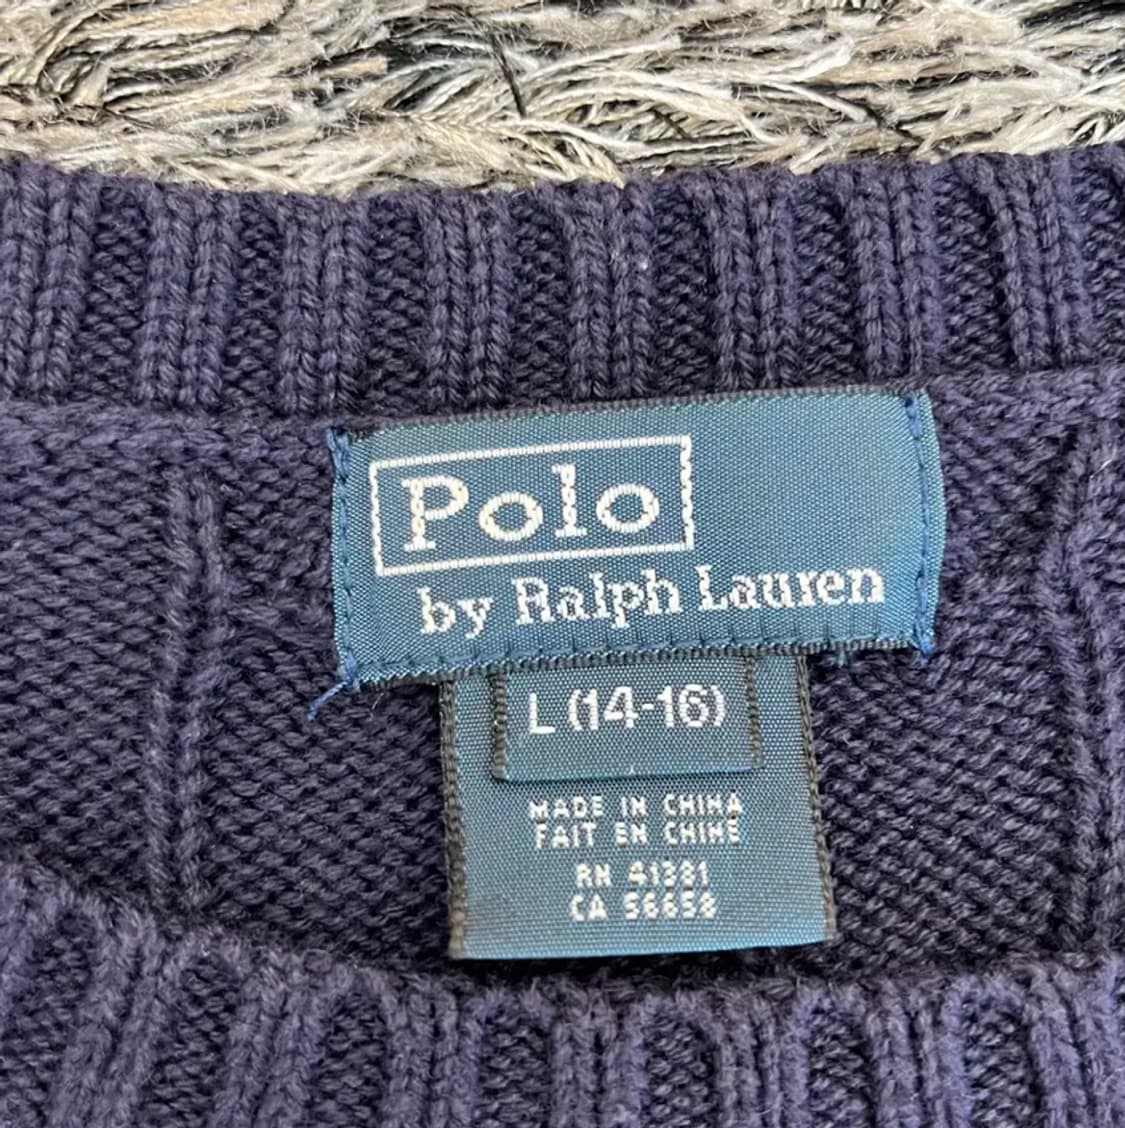 Polo
by Ralph Lauren
L (14-16)
MADE IN CHINA
FAIT EN CHINE
RN 41381
CA 56658